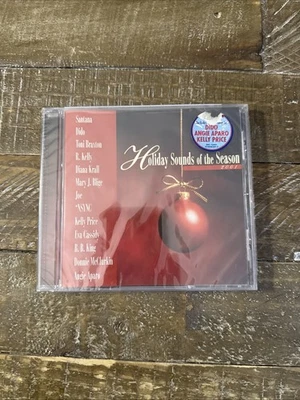 Santana
Dido
Toni Braxton
R. Kelly
Diana Krall
Mary J. Blige
Joe
*NSYNC
Kelly Price
Eva Cassidy
B. B. King
Donnie McClurkin
Angie Aparo
Holiday Sounds of the Season
2001
DIDO
ANGIE APARO
KELLY PRICE